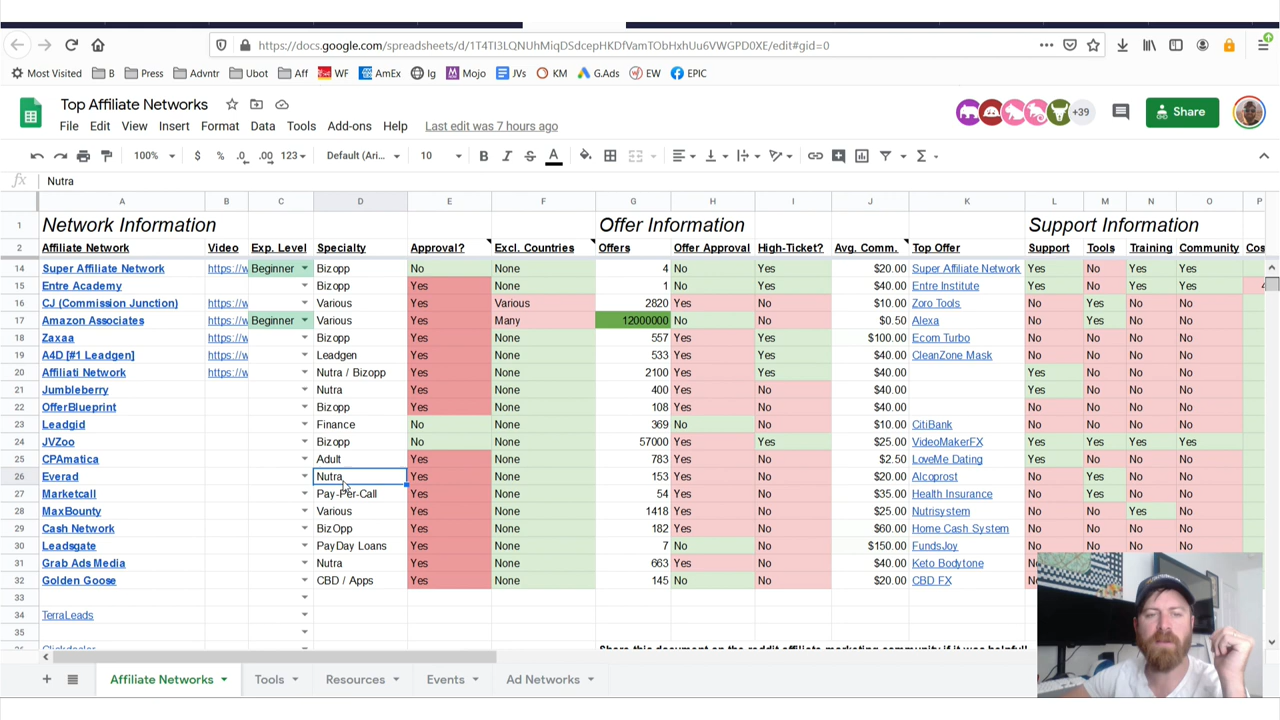 https://docs.google.com/spreadsheets/d/1T4TI3LQNUhMiqDSdcepHKDfVamTObHxhUu6VWGPD0XE/edit#gid=0
Most Visited B Press Advntr Ubot Aff WF AmEx Ig Mojo JVs KM G.Ads EW EPIC
Top Affiliate Networks
+39 Share
File Edit View Insert Format Data Tools Add-ons Help Last edit was 7 hours ago
100% $ % .0 .00 123 Default (Ari... 10 B I S A
fx Nutra
A B C D E F G H I J K L M N O P
1 Network Information Offer Information Support Information
2 Affiliate Network Video Exp. Level Specialty Approval? Excl. Countries Offers Offer Approval High-Ticket? Avg. Comm. Top Offer Support Tools Training Community Cos
14 Super Affiliate Network https://w Beginner Bizopp No None 4 No Yes $20.00 Super Affiliate Network Yes No Yes Yes
15 Entre Academy Bizopp Yes None 1 No Yes $40.00 Entre Institute Yes No Yes Yes
16 CJ (Commission Junction) https://w Various Yes Various 2820 Yes No $10.00 Zoro Tools No Yes No No
17 Amazon Associates https://w Beginner Various Yes Many 12000000 No No $0.50 Alexa No Yes No No
18 Zaxaa https://w Bizopp Yes None 557 Yes Yes $100.00 Ecom Turbo No No No No
19 A4D [#1 Leadgen] https://w Leadgen Yes None 533 Yes Yes $40.00 CleanZone Mask No No No No
20 Affiliati Network https://w Nutra / Bizopp Yes None 2100 Yes Yes $40.00 Yes No No No
21 Jumbleberry Nutra Yes None 400 Yes No $40.00 Yes No No No
22 OfferBlueprint Bizopp Yes None 108 Yes No $40.00 No No No No
23 Leadgid Finance No None 369 No No $10.00 CitiBank No No No No
24 JVZoo Bizopp No None 57000 Yes Yes $25.00 VideoMakerFX Yes Yes Yes Yes
25 CPAmatica Adult Yes None 783 Yes No $2.50 LoveMe Dating Yes No No No
26 Everad Nutra Yes None 153 Yes No $20.00 Alcoprost No Yes No No
27 Marketcall Pay-Per-Call Yes None 54 Yes No $35.00 Health Insurance No Yes No No
28 MaxBounty Various Yes None 1418 Yes No $25.00 Nutrisystem No No Yes No
29 Cash Network BizOpp Yes None 182 Yes No $60.00 Home Cash System No No No No
30 Leadsgate PayDay Loans Yes None 7 No No $150.00 FundsJoy No No No No
31 Grab Ads Media Nutra Yes None 663 Yes No $40.00 Keto Bodytone
32 Golden Goose CBD / Apps Yes None 145 No No $20.00 CBD FX
33
34 TerraLeads
35
Share this document on the reddit affiliate marketing community if it was helpful!
Affiliate Networks Tools Resources Events Ad Networks